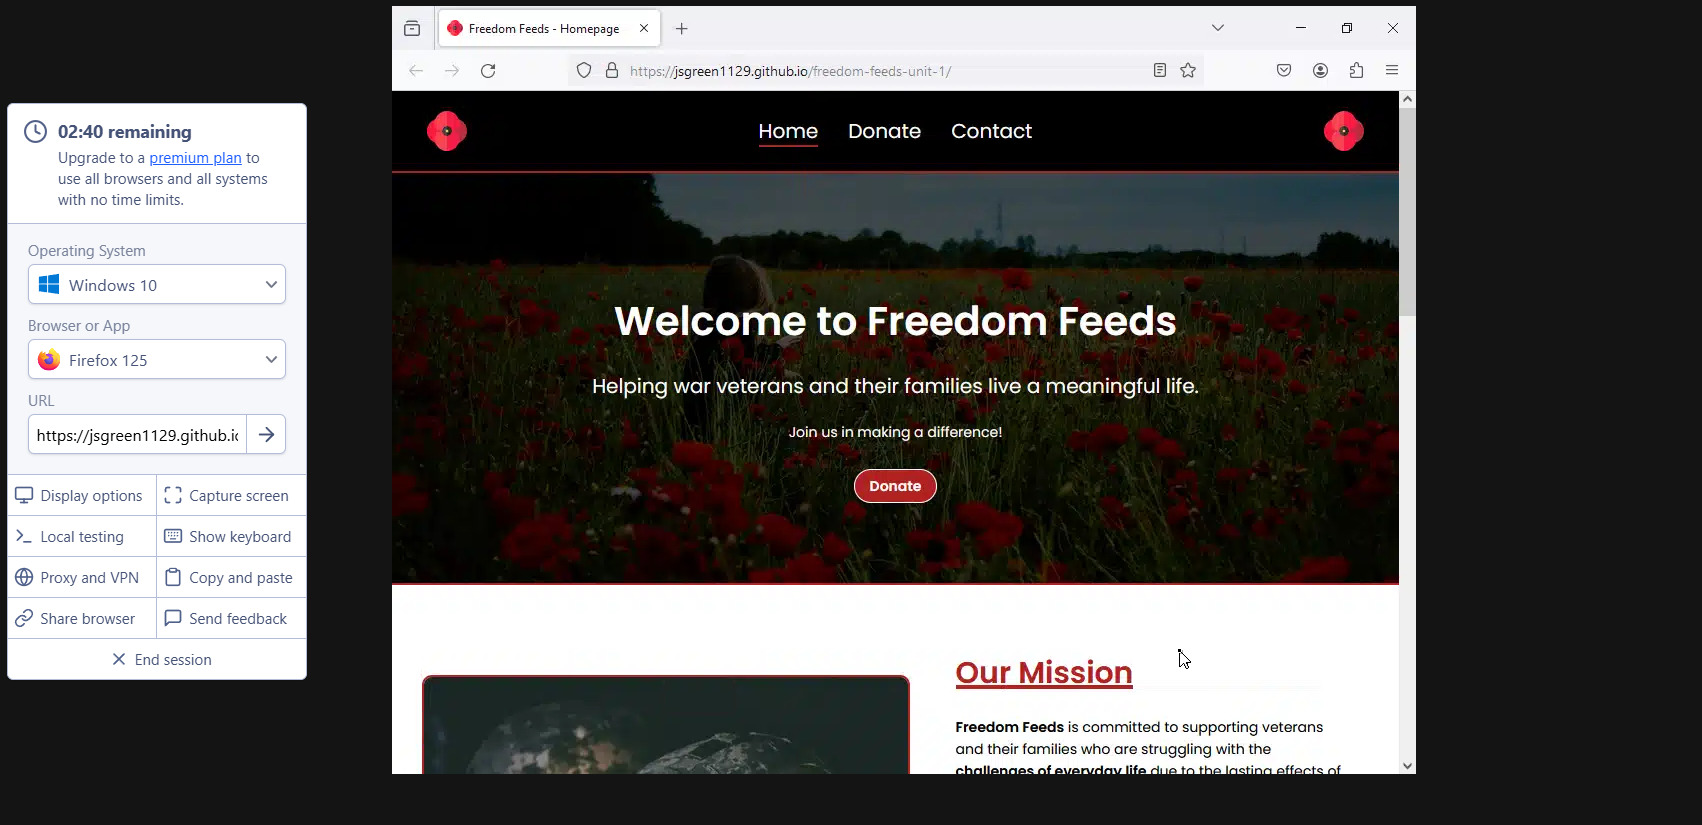 02:40 remaining
Upgrade to a premium plan to
use all browsers and all systems
with no time limits.
Operating System
Windows 10
Browser or App
Firefox 125
URL
https://jsgreen1129.github.ic
Display options
Capture screen
Local testing
Show keyboard
Proxy and VPN
Copy and paste
Share browser
Send feedback
End session
Freedom Feeds - Homepage
https://jsgreen1129.github.io/freedom-feeds-unit-1/
Home Donate Contact
Welcome to Freedom Feeds
Helping war veterans and their families live a meaningful life.
Join us in making a difference!
Donate
Our Mission
Freedom Feeds is committed to supporting veterans
and their families who are struggling with the
challenges of everyday life due to the lasting effects of